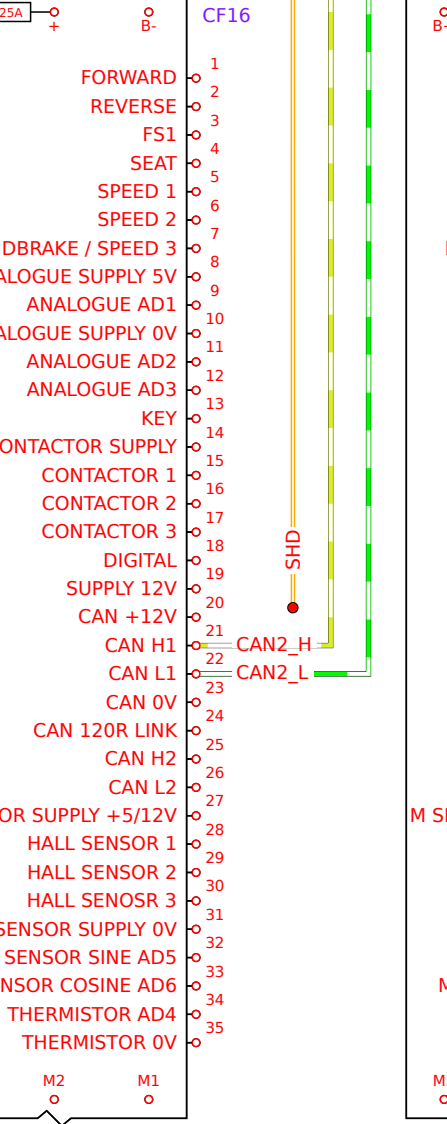 25A
+
B-
CF16
B-
FORWARD 1
REVERSE 2
FS1 3
SEAT 4
SPEED 1 5
SPEED 2 6
DBRAKE / SPEED 3 7
ALOGUE SUPPLY 5V 8
ANALOGUE AD1 9
ALOGUE SUPPLY 0V 10
ANALOGUE AD2 11
ANALOGUE AD3 12
KEY 13
ONTACTOR SUPPLY 14
CONTACTOR 1 15
CONTACTOR 2 16
CONTACTOR 3 17
DIGITAL 18
SHD
SUPPLY 12V 19
CAN +12V 20
CAN H1 21 CAN2_H
CAN L1 22 CAN2_L
CAN 0V 23
CAN 120R LINK 24
CAN H2 25
CAN L2 26
OR SUPPLY +5/12V 27
M S
HALL SENSOR 1 28
HALL SENSOR 2 29
HALL SENOSR 3 30
SENSOR SUPPLY 0V 31
SENSOR SINE AD5 32
NSOR COSINE AD6 33
M
THERMISTOR AD4 34
THERMISTOR 0V 35
M2 M1
M